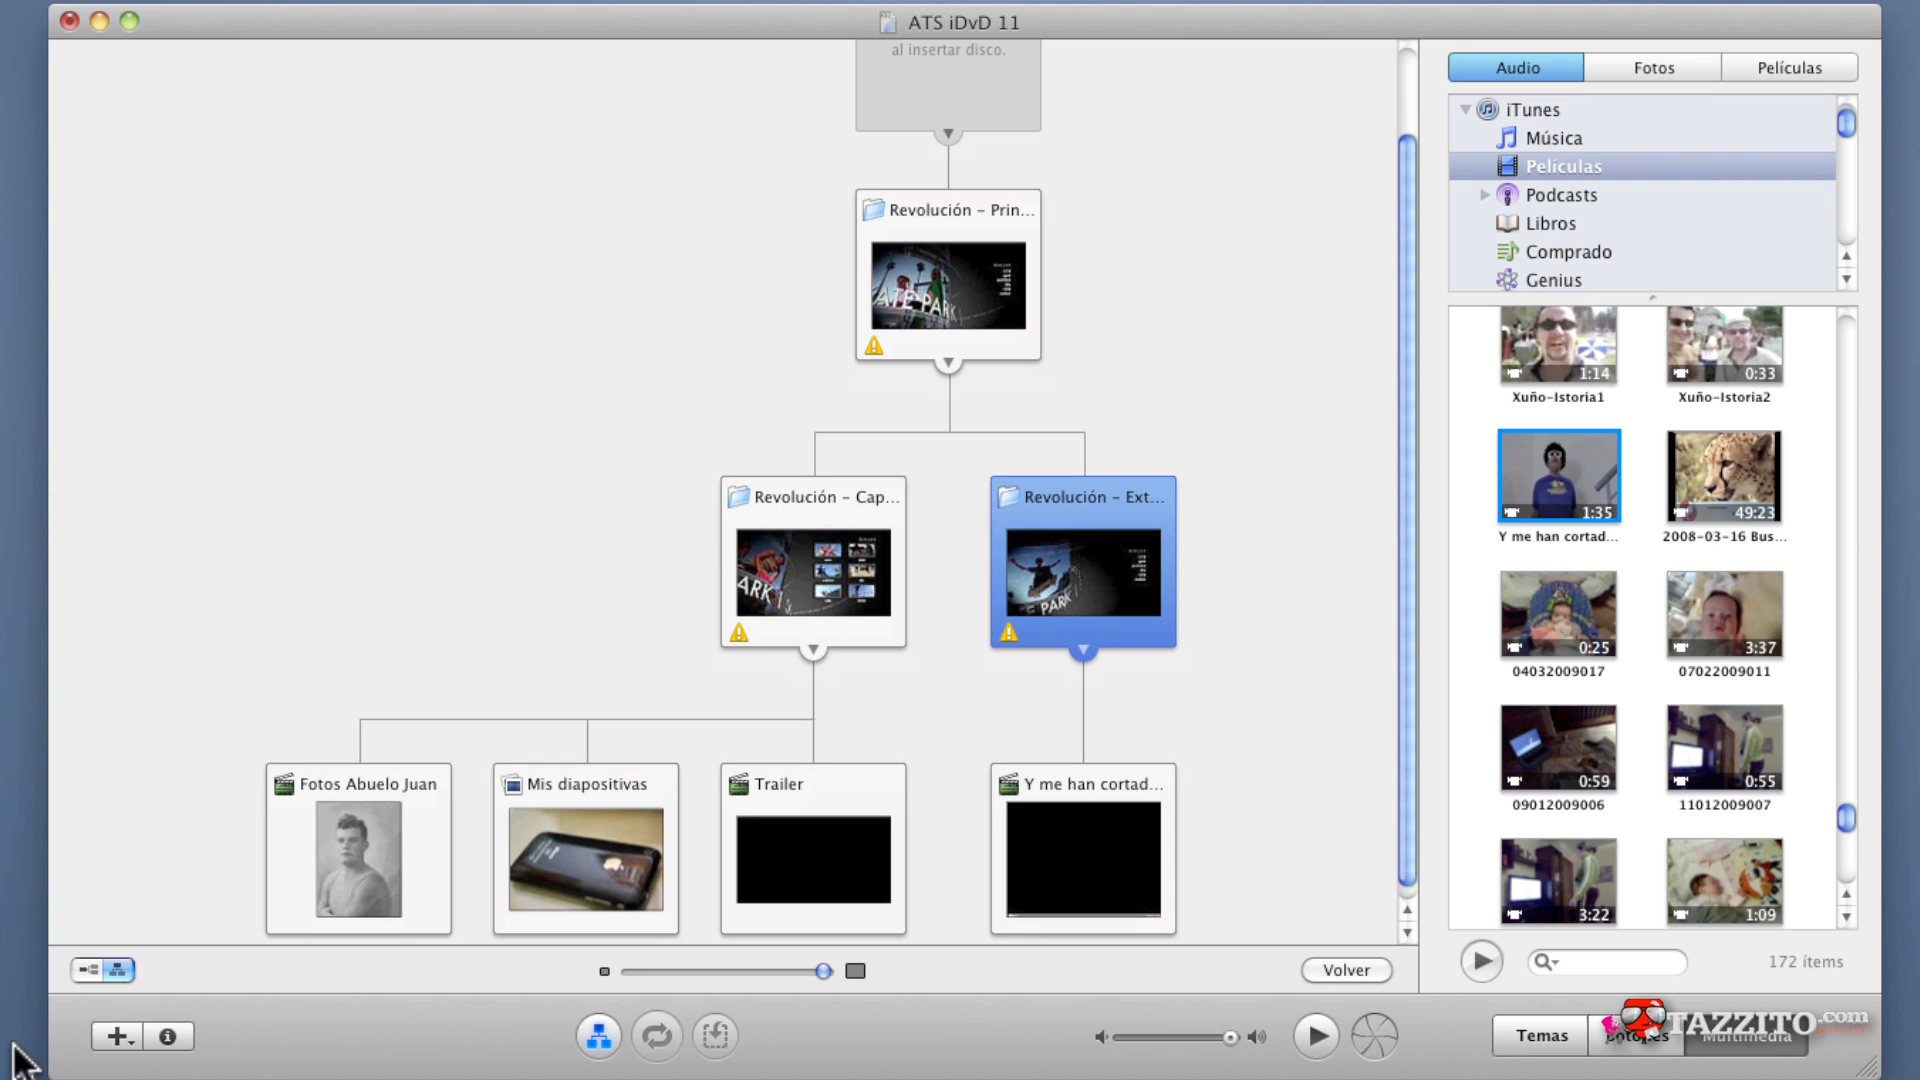 ATS iDvD 11
al insertar disco.
Revolución – Prin...
Revolución – Cap...
Revolución – Ext...
Fotos Abuelo Juan
Mis diapositivas
Trailer
Y me han cortad...
Volver
Audio
Fotos
Películas
iTunes
Música
Películas
Podcasts
Libros
Comprado
Genius
1:14
0:33
Xuño-Istoria1
Xuño-Istoria2
1:35
49:23
Y me han cortad...
2008-03-16 Bus...
0:25
3:37
04032009017
07022009011
0:59
0:55
09012009006
11012009007
3:22
1:09
172 ítems
Temas
Multimedia
TAZZITO.com